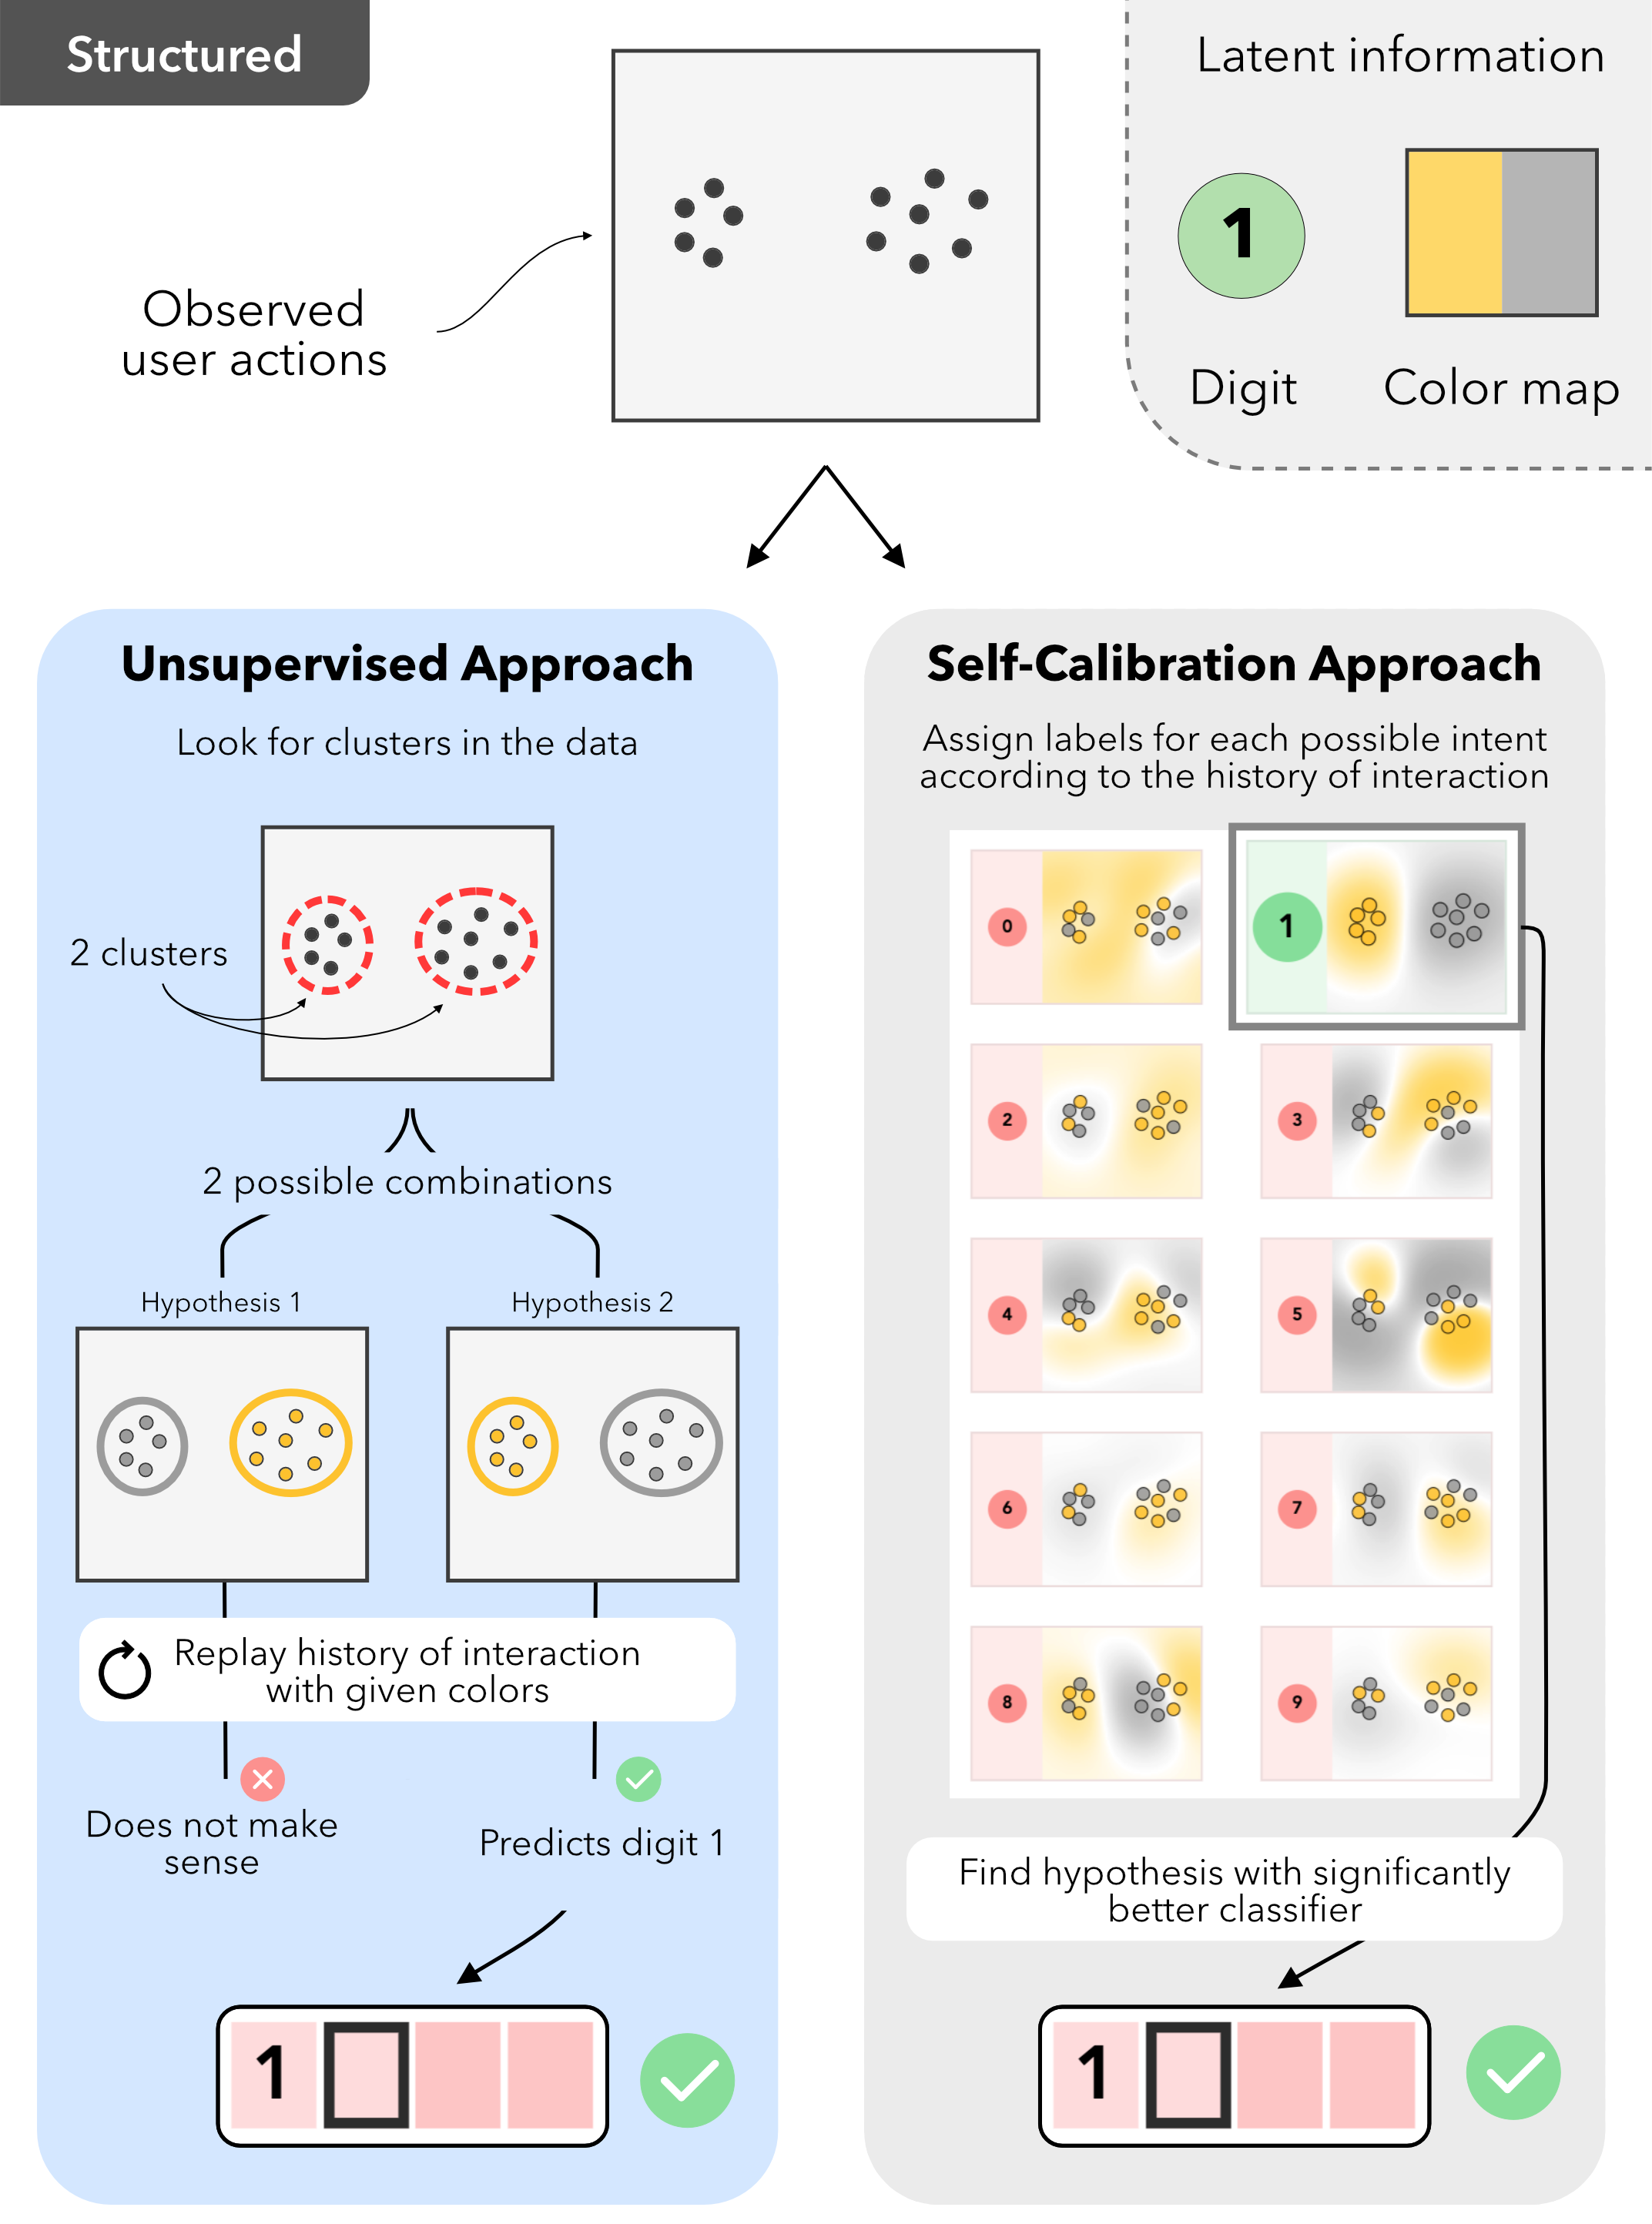 Structured
Latent information
1
Digit
Color map
Observed
user actions
Unsupervised Approach
Look for clusters in the data
2 clusters
2 possible combinations
Hypothesis 1
Hypothesis 2
Replay history of interaction
with given colors
Does not make
sense
Predicts digit 1
1
Self-Calibration Approach
Assign labels for each possible intent
according to the history of interaction
0
1
2
3
4
5
6
7
8
9
Find hypothesis with significantly
better classifier
1